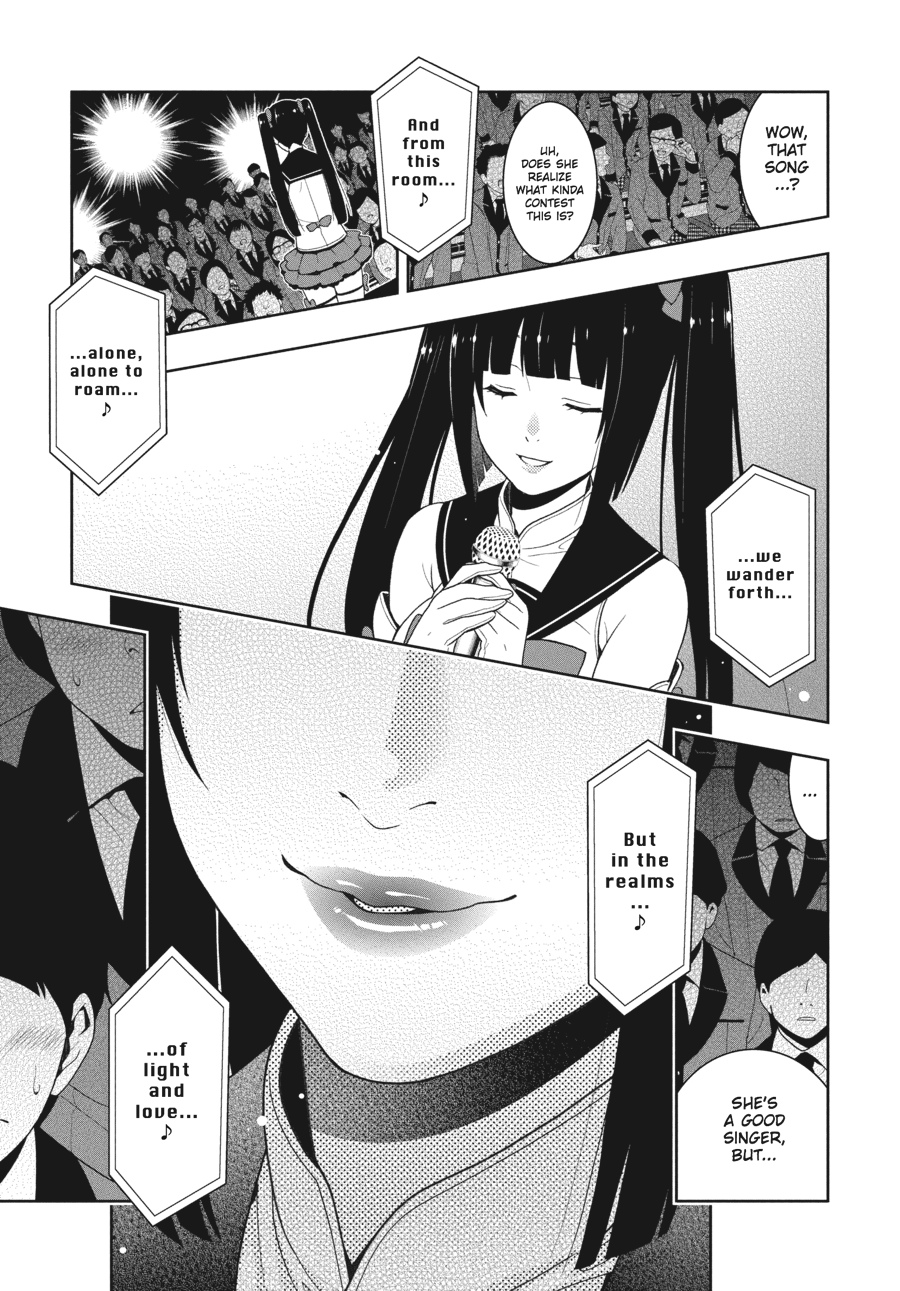 WOW,
THAT
SONG
...?
UH,
DOES SHE
REALIZE
WHAT KINDA
CONTEST
THIS IS?
And
from
this
room...
♪
...alone,
alone to
roam...
♪
...we
wander
forth...
...
But
in the
realms
...
♪
SHE'S
A GOOD
SINGER,
BUT...
...of
light
and
love...
♪